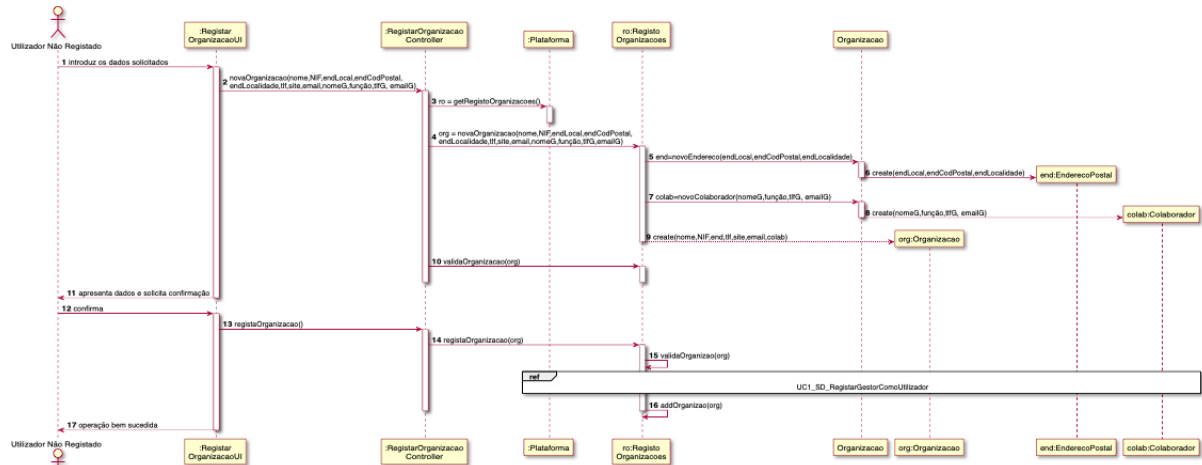 Utilizador Não Registado
:Registar
OrganizacaoUI
:RegistarOrganizacao
Controller
:Plataforma
ro:Registo
Organizacoes
Organizacao
1 introduz os dados solicitados
2 novaOrganizacao(nome,NIF,endLocal,endCodPostal,
endLocalidade,tlf,site,email,nomeG,função,tlfG, emailG)
3 ro = getRegistoOrganizacoes()
4 org = novaOrganizacao(nome,NIF,endLocal,endCodPostal,
endLocalidade,tlf,site,email,nomeG,função,tlfG,emailG)
5 end=novoEndereco(endLocal,endCodPostal,endLocalidade)
6 create(endLocal,endCodPostal,endLocalidade)
end:EnderecoPostal
7 colab=novoColaborador(nomeG,função,tlfG, emailG)
8 create(nomeG,função,tlfG, emailG)
colab:Colaborador
9 create(nome,NIF,end,tlf,site,email,colab)
org:Organizacao
10 validaOrganizacao(org)
11 apresenta dados e solicita confirmação
12 confirma
13 registaOrganizacao()
14 registaOrganizacao(org)
15 validaOrganizao(org)
ref
UC1_SD_RegistarGestorComoUtilizador
16 addOrganizao(org)
17 operação bem sucedida
Utilizador Não Registado
:Registar
OrganizacaoUI
:RegistarOrganizacao
Controller
:Plataforma
ro:Registo
Organizacoes
Organizacao
org:Organizacao
end:EnderecoPostal
colab:Colaborador